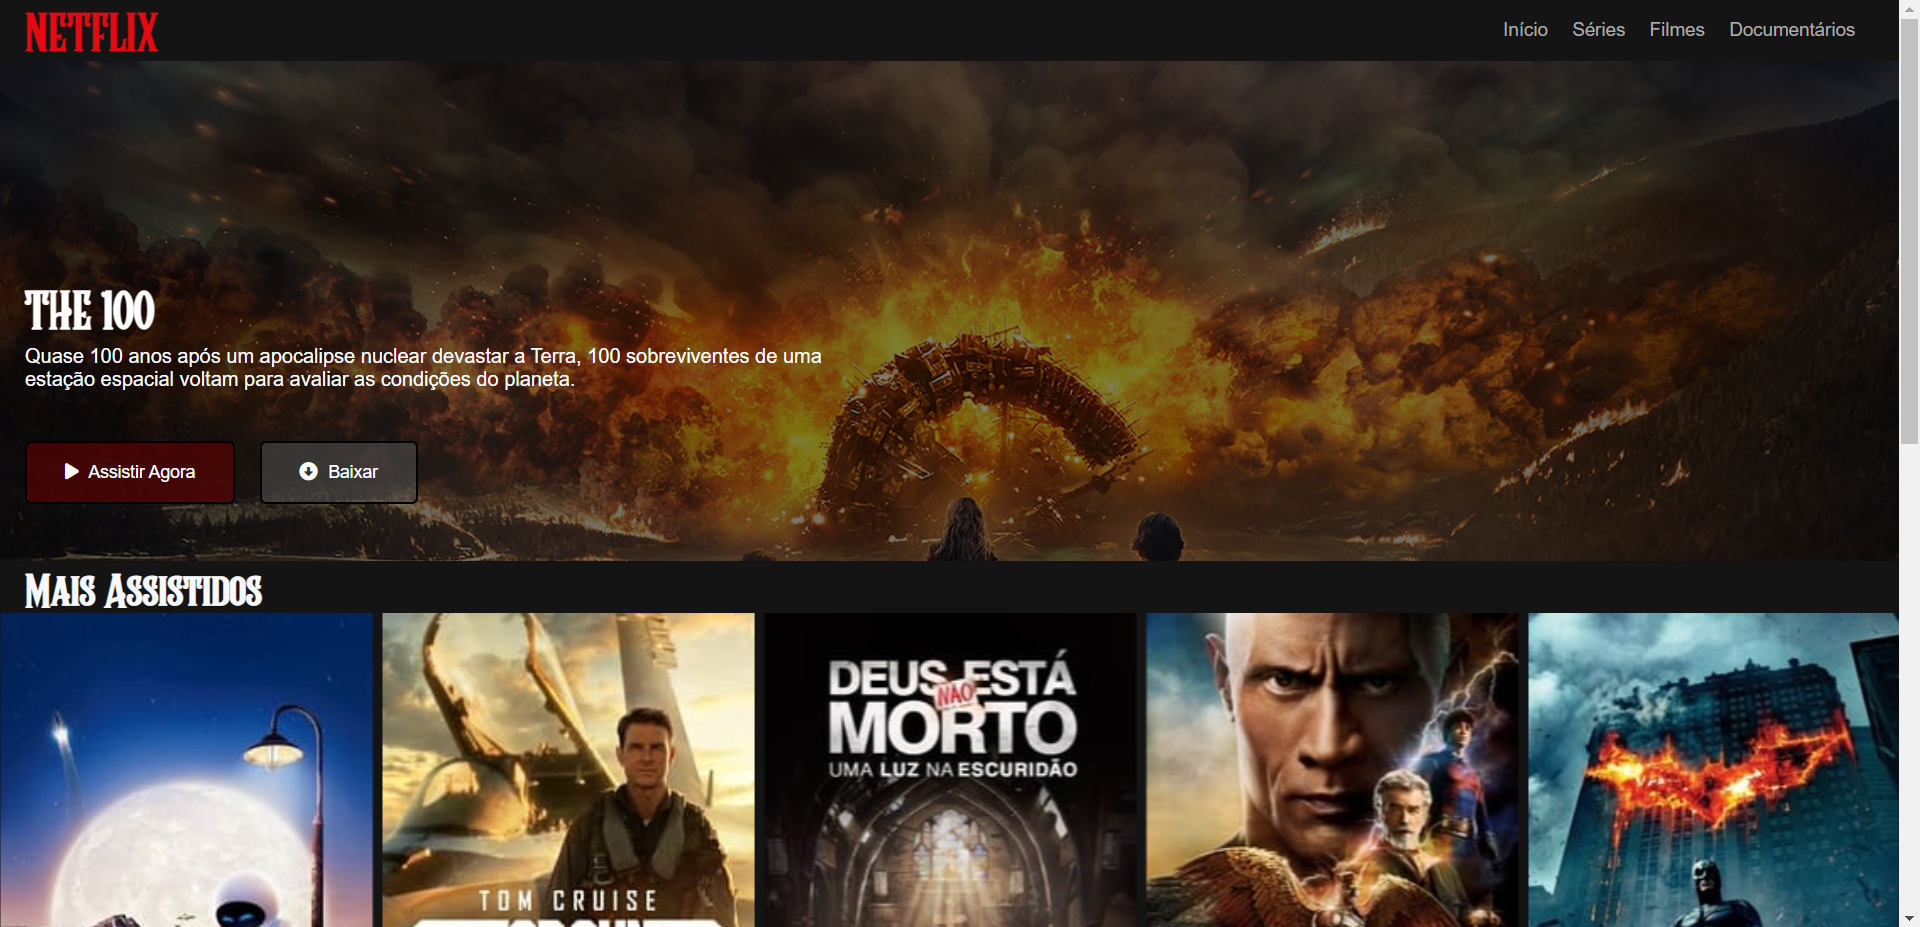 NETFLIX
Início Séries Filmes Documentários
THE 100
Quase 100 anos após um apocalipse nuclear devastar a Terra, 100 sobreviventes de uma
estação espacial voltam para avaliar as condições do planeta.
Assistir Agora
Baixar
Mais Assistidos
DEUS ESTÁ
NÃO
MORTO
UMA LUZ NA ESCURIDÃO
TOM CRUISE